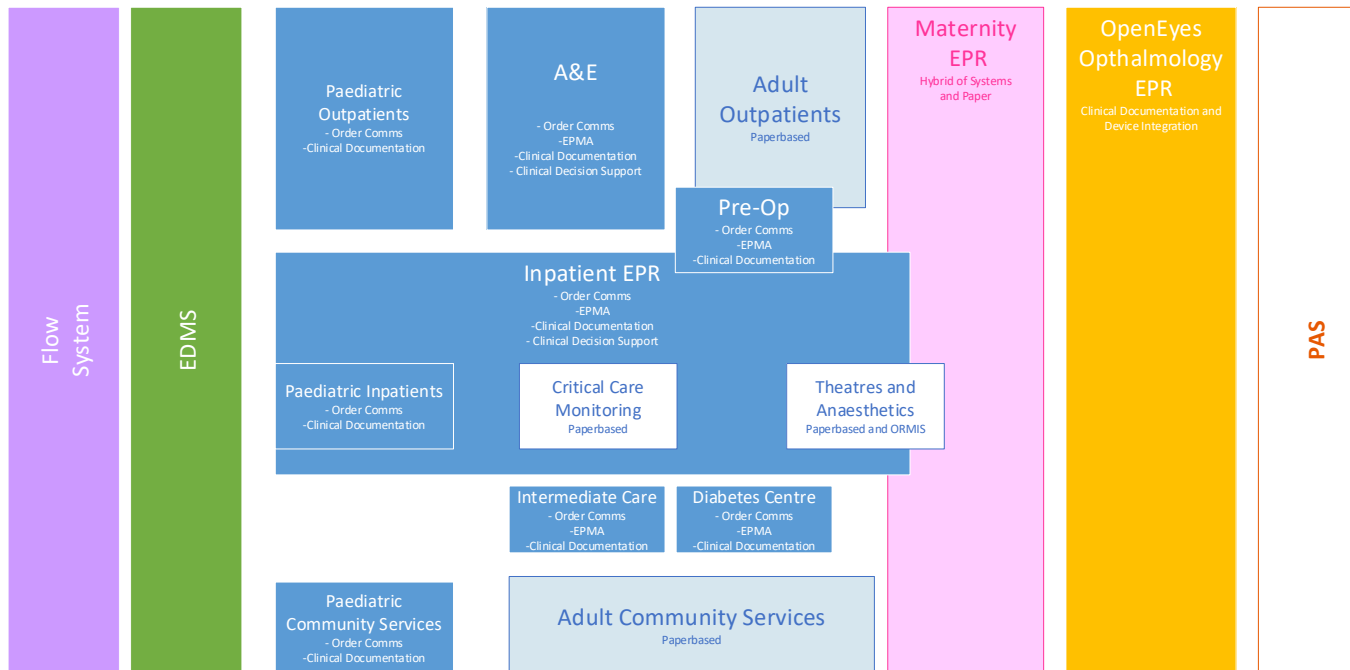 Flow
System
EDMS
Paediatric
Outpatients
- Order Comms
-Clinical Documentation
A&E
- Order Comms
-EPMA
-Clinical Documentation
- Clinical Decision Support
Adult
Outpatients
Paperbased
Pre-Op
- Order Comms
-EPMA
-Clinical Documentation
Maternity
EPR
Hybrid of Systems
and Paper
OpenEyes
Opthalmology
EPR
Clinical Documentation and
Device Integration
PAS
Inpatient EPR
- Order Comms
-EPMA
-Clinical Documentation
- Clinical Decision Support
Paediatric Inpatients
- Order Comms
-Clinical Documentation
Critical Care
Monitoring
Paperbased
Theatres and
Anaesthetics
Paperbased and ORMIS
Intermediate Care
- Order Comms
-EPMA
-Clinical Documentation
Diabetes Centre
- Order Comms
-EPMA
-Clinical Documentation
Paediatric
Community Services
- Order Comms
-Clinical Documentation
Adult Community Services
Paperbased